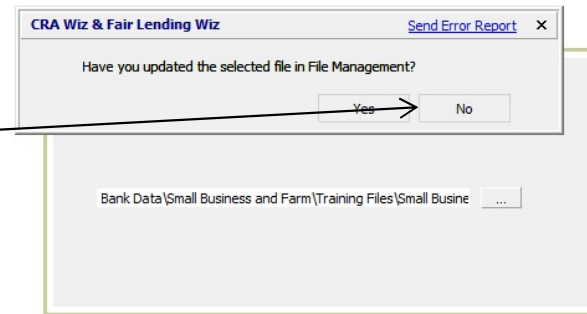 CRA Wiz & Fair Lending Wiz Send Error Report X
Have you updated the selected file in File Management?
Yes No
Bank Data\Small Business and Farm\Training Files\Small Busine ...